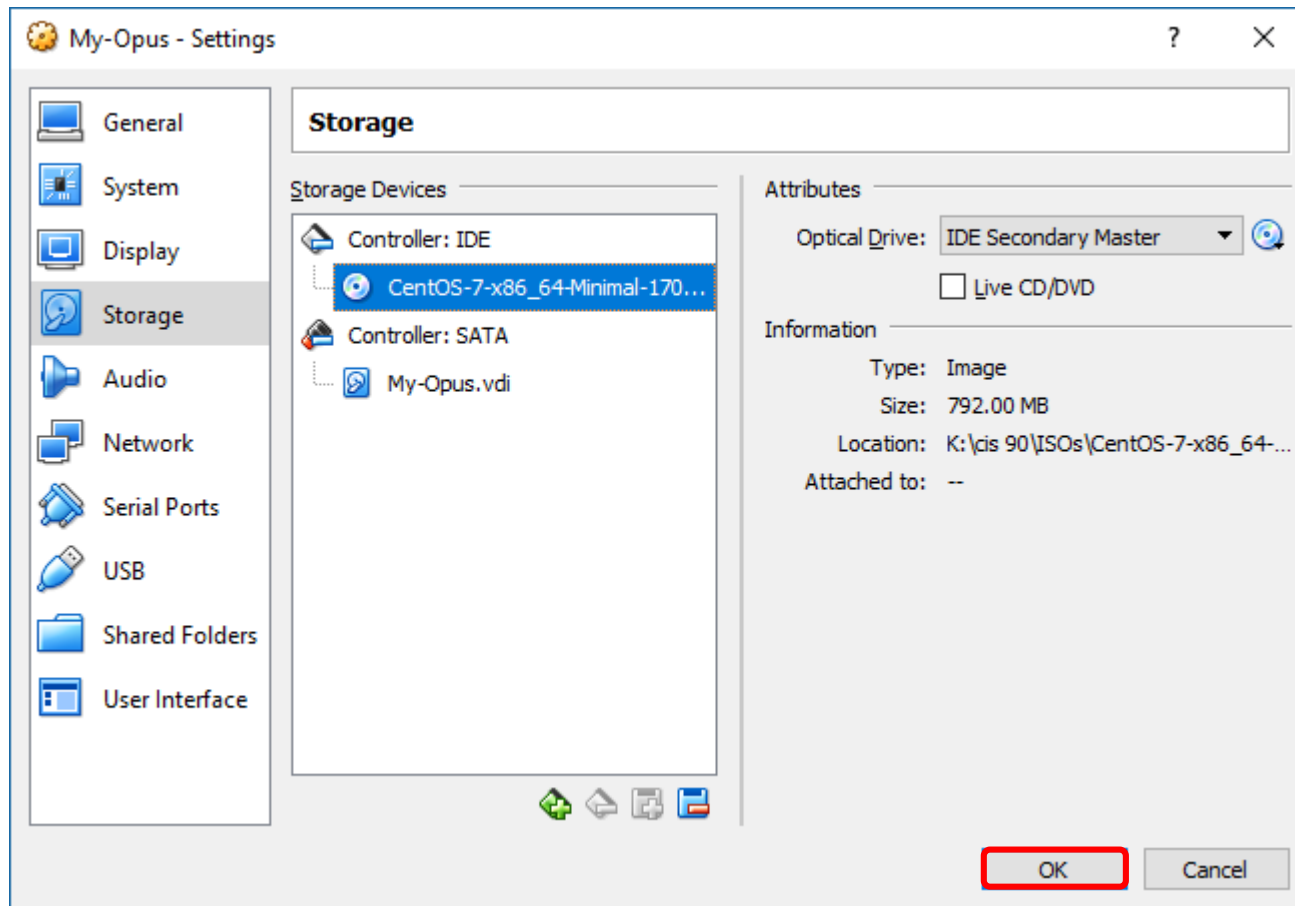 My-Opus - Settings
?
General
System
Display
Storage
Audio
Network
Serial Ports
USB
Shared Folders
User Interface
Storage
Storage Devices
Controller: IDE
CentOS-7-x86_64-Minimal-170...
Controller: SATA
My-Opus.vdi
Attributes
Optical Drive: IDE Secondary Master
Live CD/DVD
Information
Type: Image
Size: 792.00 MB
Location: K:\cis 90\ISOs\CentOS-7-x86_64-...
Attached to: --
OK Cancel